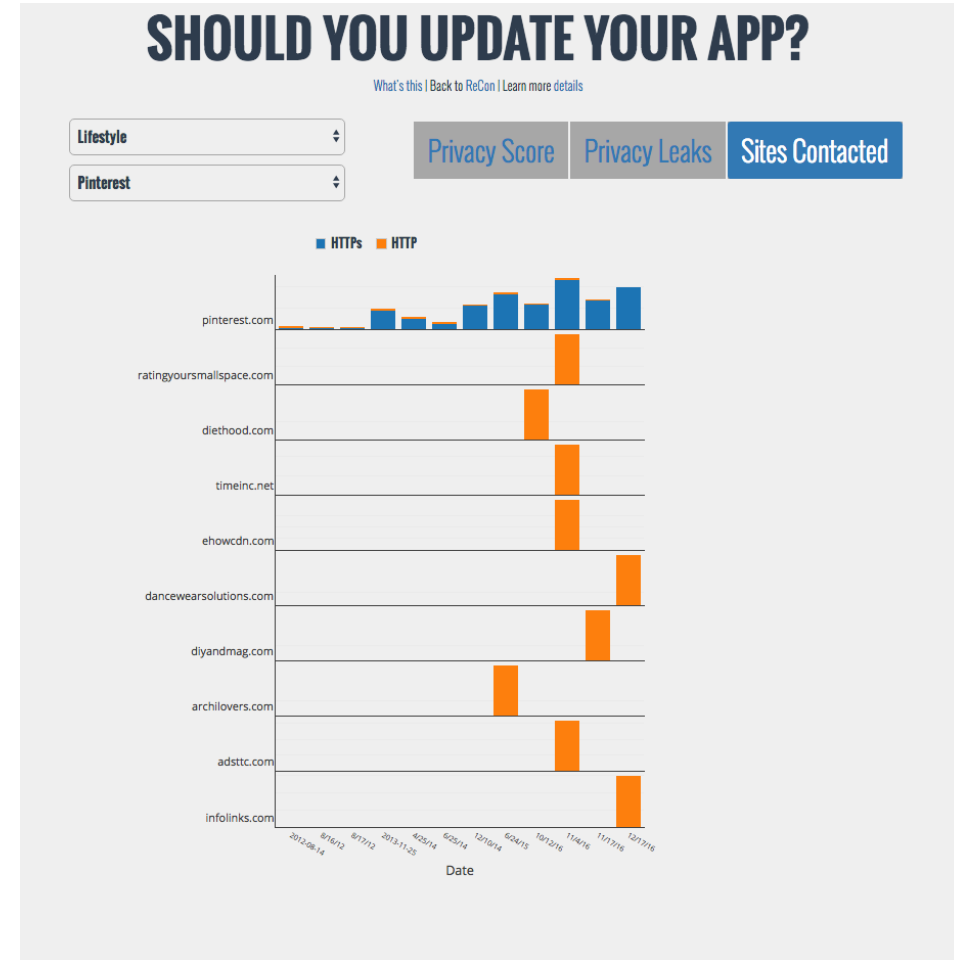 SHOULD YOU UPDATE YOUR APP?
What's this | Back to ReCon | Learn more details
Lifestyle
Pinterest
Privacy Score
Privacy Leaks
Sites Contacted
HTTPs
HTTP
pinterest.com
ratingyoursmallspace.com
diethood.com
timeinc.net
ehowcdn.com
dancewearsolutions.com
diyandmag.com
archilovers.com
adsttc.com
infolinks.com
2012-08-14
8/16/12
8/17/12
2013-11-25
4/25/14
6/25/14
12/10/14
6/24/15
10/12/16
11/4/16
11/17/16
12/17/16
Date